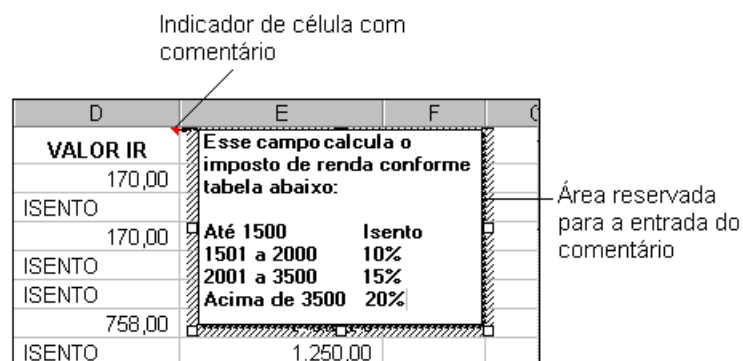 Indicador de célula com
comentário
D E F
VALOR IR
Esse campo calcula o
imposto de renda conforme
tabela abaixo:
170,00
ISENTO
170,00
ISENTO
ISENTO
758,00
ISENTO
Até 1500 Isento
1501 a 2000 10%
2001 a 3500 15%
Acima de 3500 20%
1.250,00
Área reservada
para a entrada do
comentário